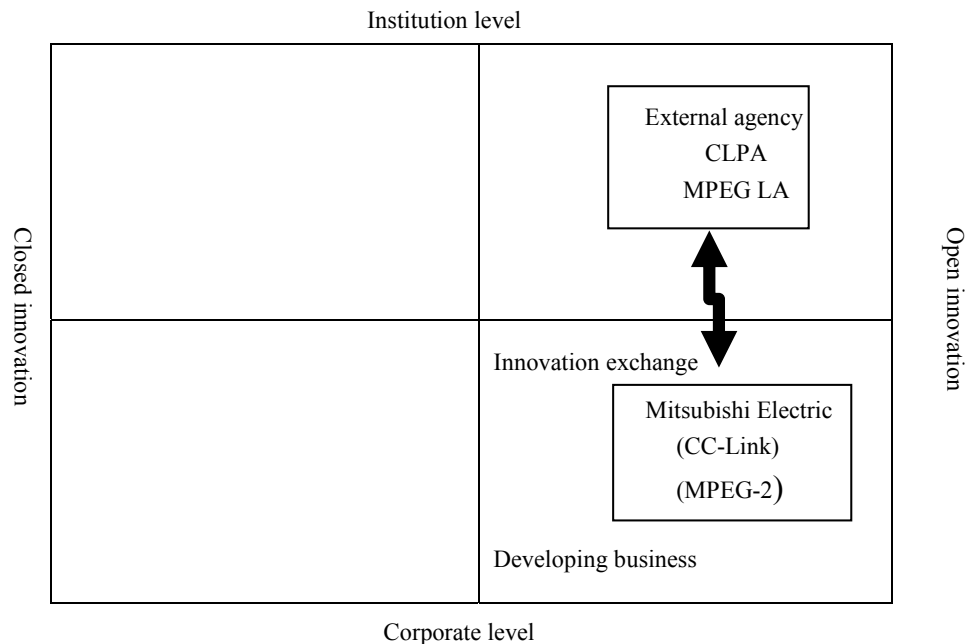 Institution level
External agency
CLPA
MPEG LA
Closed innovation
Open innovation
Innovation exchange
Mitsubishi Electric
(CC-Link)
(MPEG-2)
Developing business
Corporate level